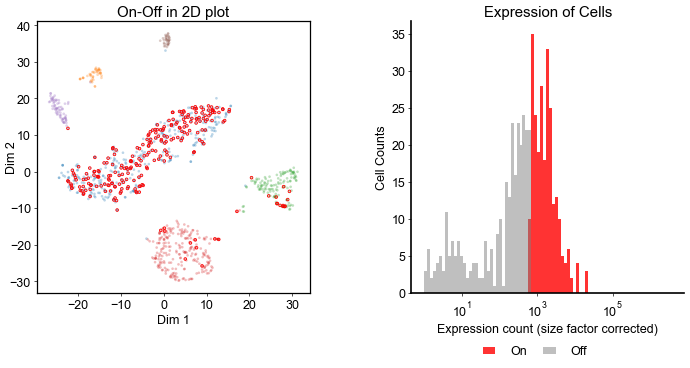 On-Off in 2D plot
40
30
20
10
0
−10
−20
−30
Dim 2
−20 −10 0 10 20 30
Dim 1
Expression of Cells
35
30
25
20
15
10
5
0
Cell Counts
10¹ 10³ 10⁵
Expression count (size factor corrected)
On Off